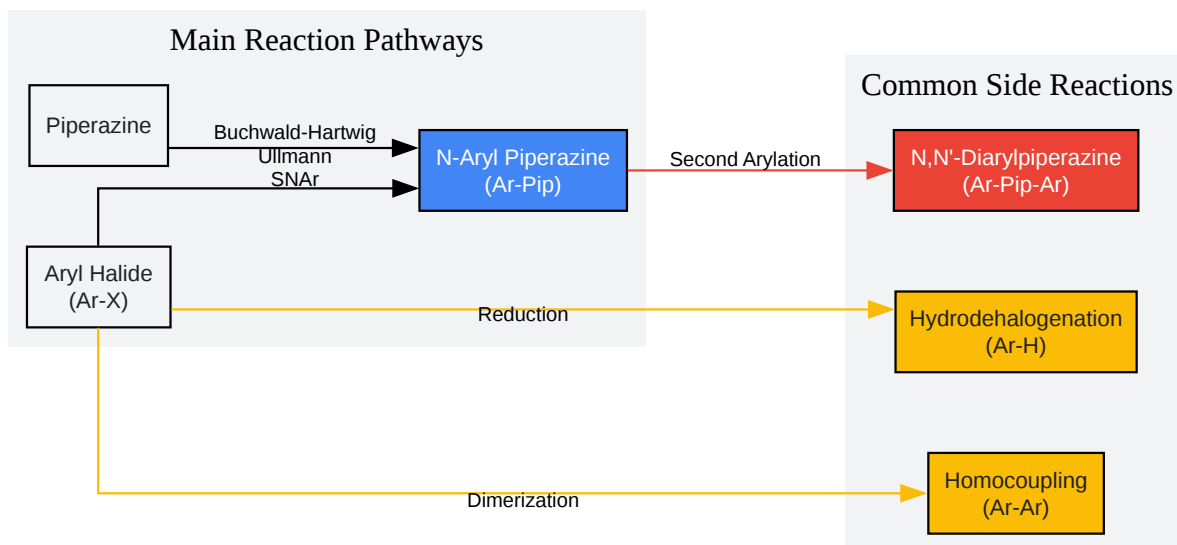 Main Reaction Pathways
Common Side Reactions
Piperazine
Buchwald-Hartwig
Ullmann
SNAr
N-Aryl Piperazine
(Ar-Pip)
Second Arylation
N,N'-Diarylpiperazine
(Ar-Pip-Ar)
Aryl Halide
(Ar-X)
Reduction
Hydrodehalogenation
(Ar-H)
Dimerization
Homocoupling
(Ar-Ar)